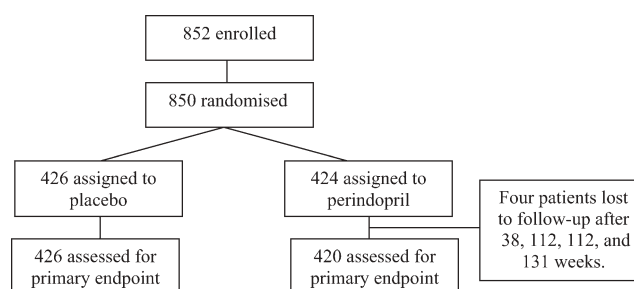 852 enrolled
850 randomised
426 assigned to
placebo
424 assigned to
perindopril
Four patients lost
to follow-up after
38, 112, 112, and
131 weeks.
426 assessed for
primary endpoint
420 assessed for
primary endpoint